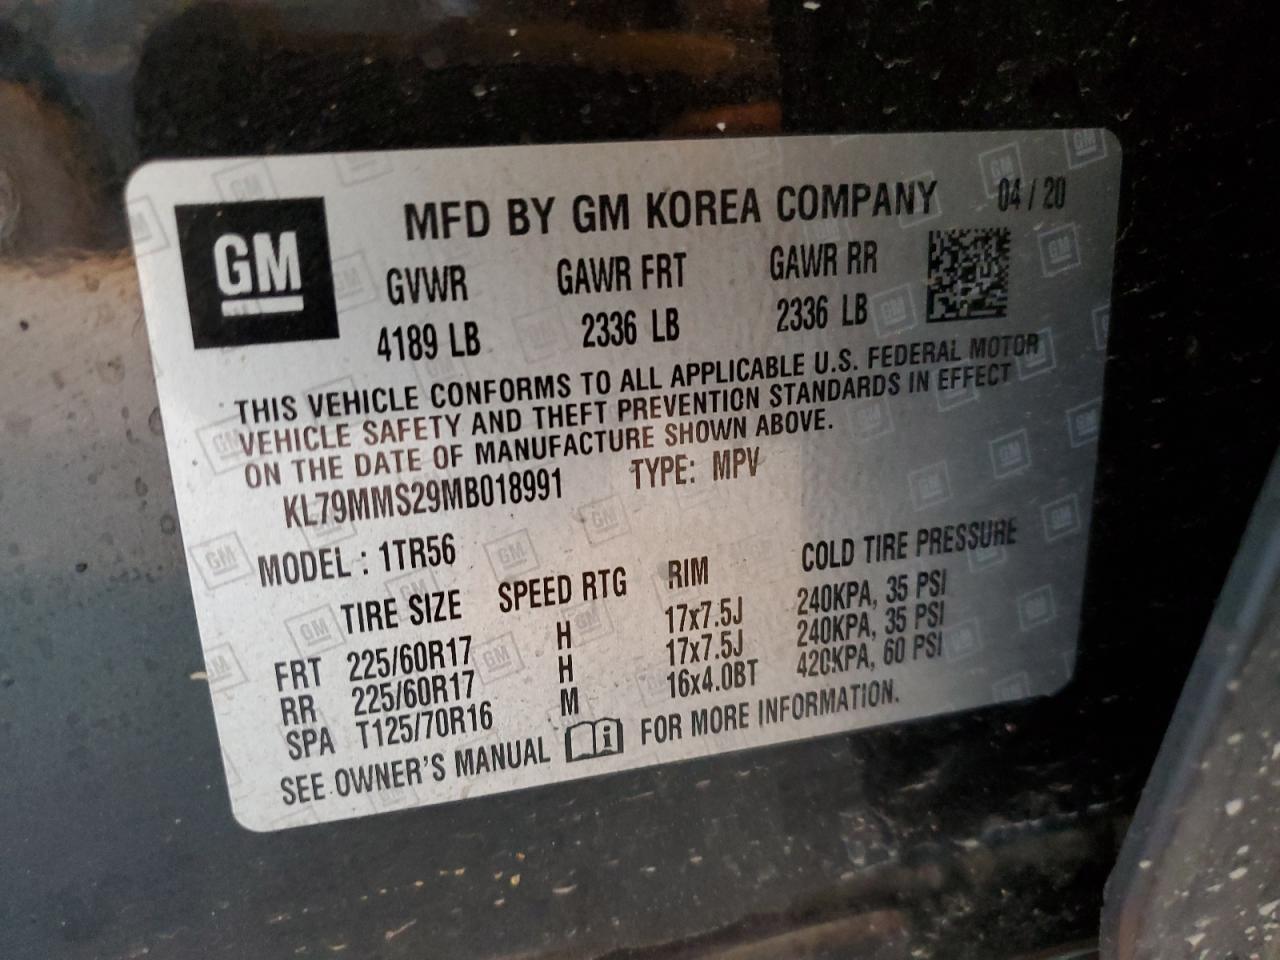 GM
MFD BY GM KOREA COMPANY 04 / 20
GVWR GAWR FRT GAWR RR
4189 LB 2336 LB 2336 LB
THIS VEHICLE CONFORMS TO ALL APPLICABLE U.S. FEDERAL MOTOR
VEHICLE SAFETY AND THEFT PREVENTION STANDARDS IN EFFECT
ON THE DATE OF MANUFACTURE SHOWN ABOVE.
KL79MMS29MB018991 TYPE: MPV
MODEL : 1TR56
TIRE SIZE SPEED RTG RIM COLD TIRE PRESSURE
FRT 225/60R17 H 17x7.5J 240KPA, 35 PSI
RR 225/60R17 H 17x7.5J 240KPA, 35 PSI
SPA T125/70R16 M 16x4.0BT 420KPA, 60 PSI
SEE OWNER'S MANUAL FOR MORE INFORMATION.